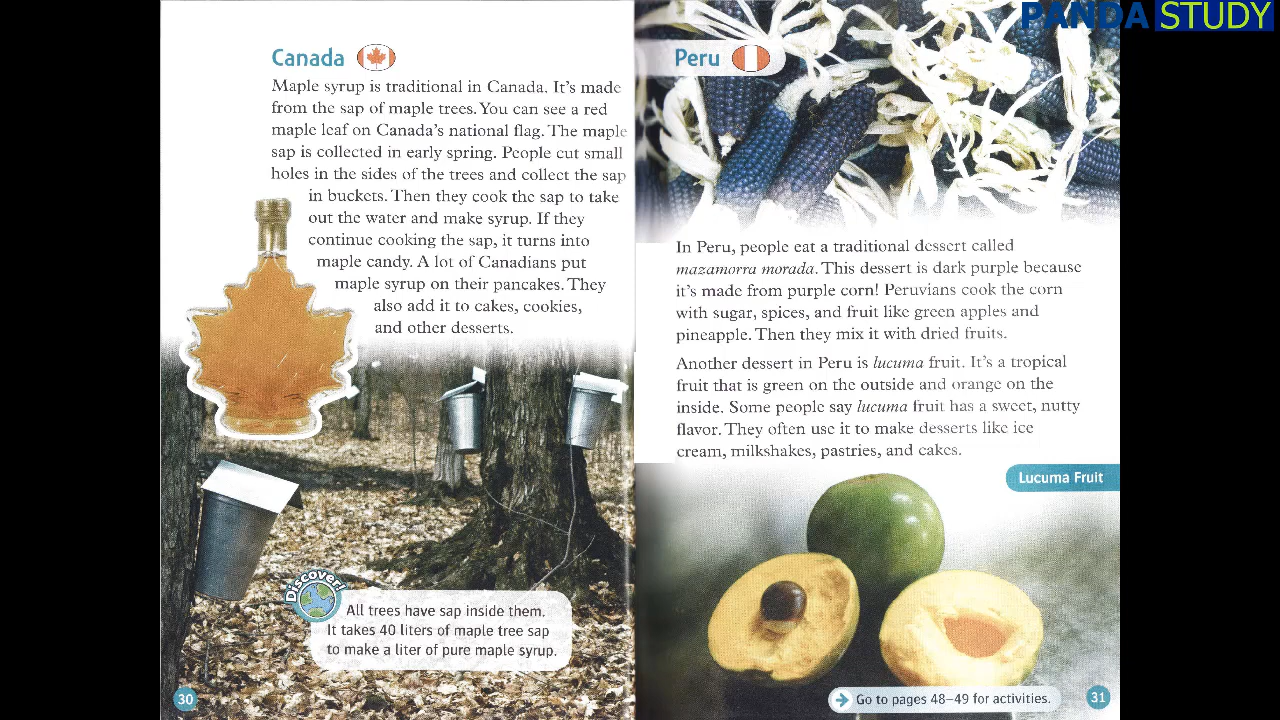 PANDA STUDY
Canada
Maple syrup is traditional in Canada. It's made
from the sap of maple trees. You can see a red
maple leaf on Canada's national flag. The maple
sap is collected in early spring. People cut small
holes in the sides of the trees and collect the sap
in buckets. Then they cook the sap to take
out the water and make syrup. If they
continue cooking the sap, it turns into
maple candy. A lot of Canadians put
maple syrup on their pancakes. They
also add it to cakes, cookies,
and other desserts.
Discover!
All trees have sap inside them.
It takes 40 liters of maple tree sap
to make a liter of pure maple syrup.
30
Peru
In Peru, people eat a traditional dessert called
mazamorra morada. This dessert is dark purple because
it's made from purple corn! Peruvians cook the corn
with sugar, spices, and fruit like green apples and
pineapple. Then they mix it with dried fruits.
Another dessert in Peru is lucuma fruit. It's a tropical
fruit that is green on the outside and orange on the
inside. Some people say lucuma fruit has a sweet, nutty
flavor. They often use it to make desserts like ice
cream, milkshakes, pastries, and cakes.
Lucuma Fruit
Go to pages 48–49 for activities.
31